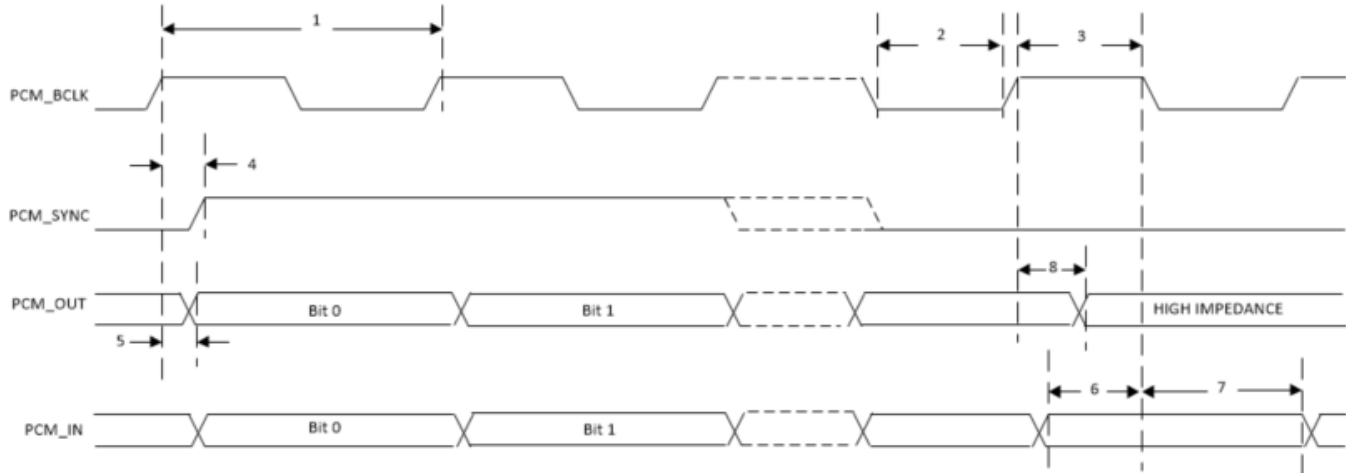 1
2
3
PCM_BCLK
4
PCM_SYNC
8
PCM_OUT
Bit 0
Bit 1
HIGH IMPEDANCE
5
6
7
PCM_IN
Bit 0
Bit 1